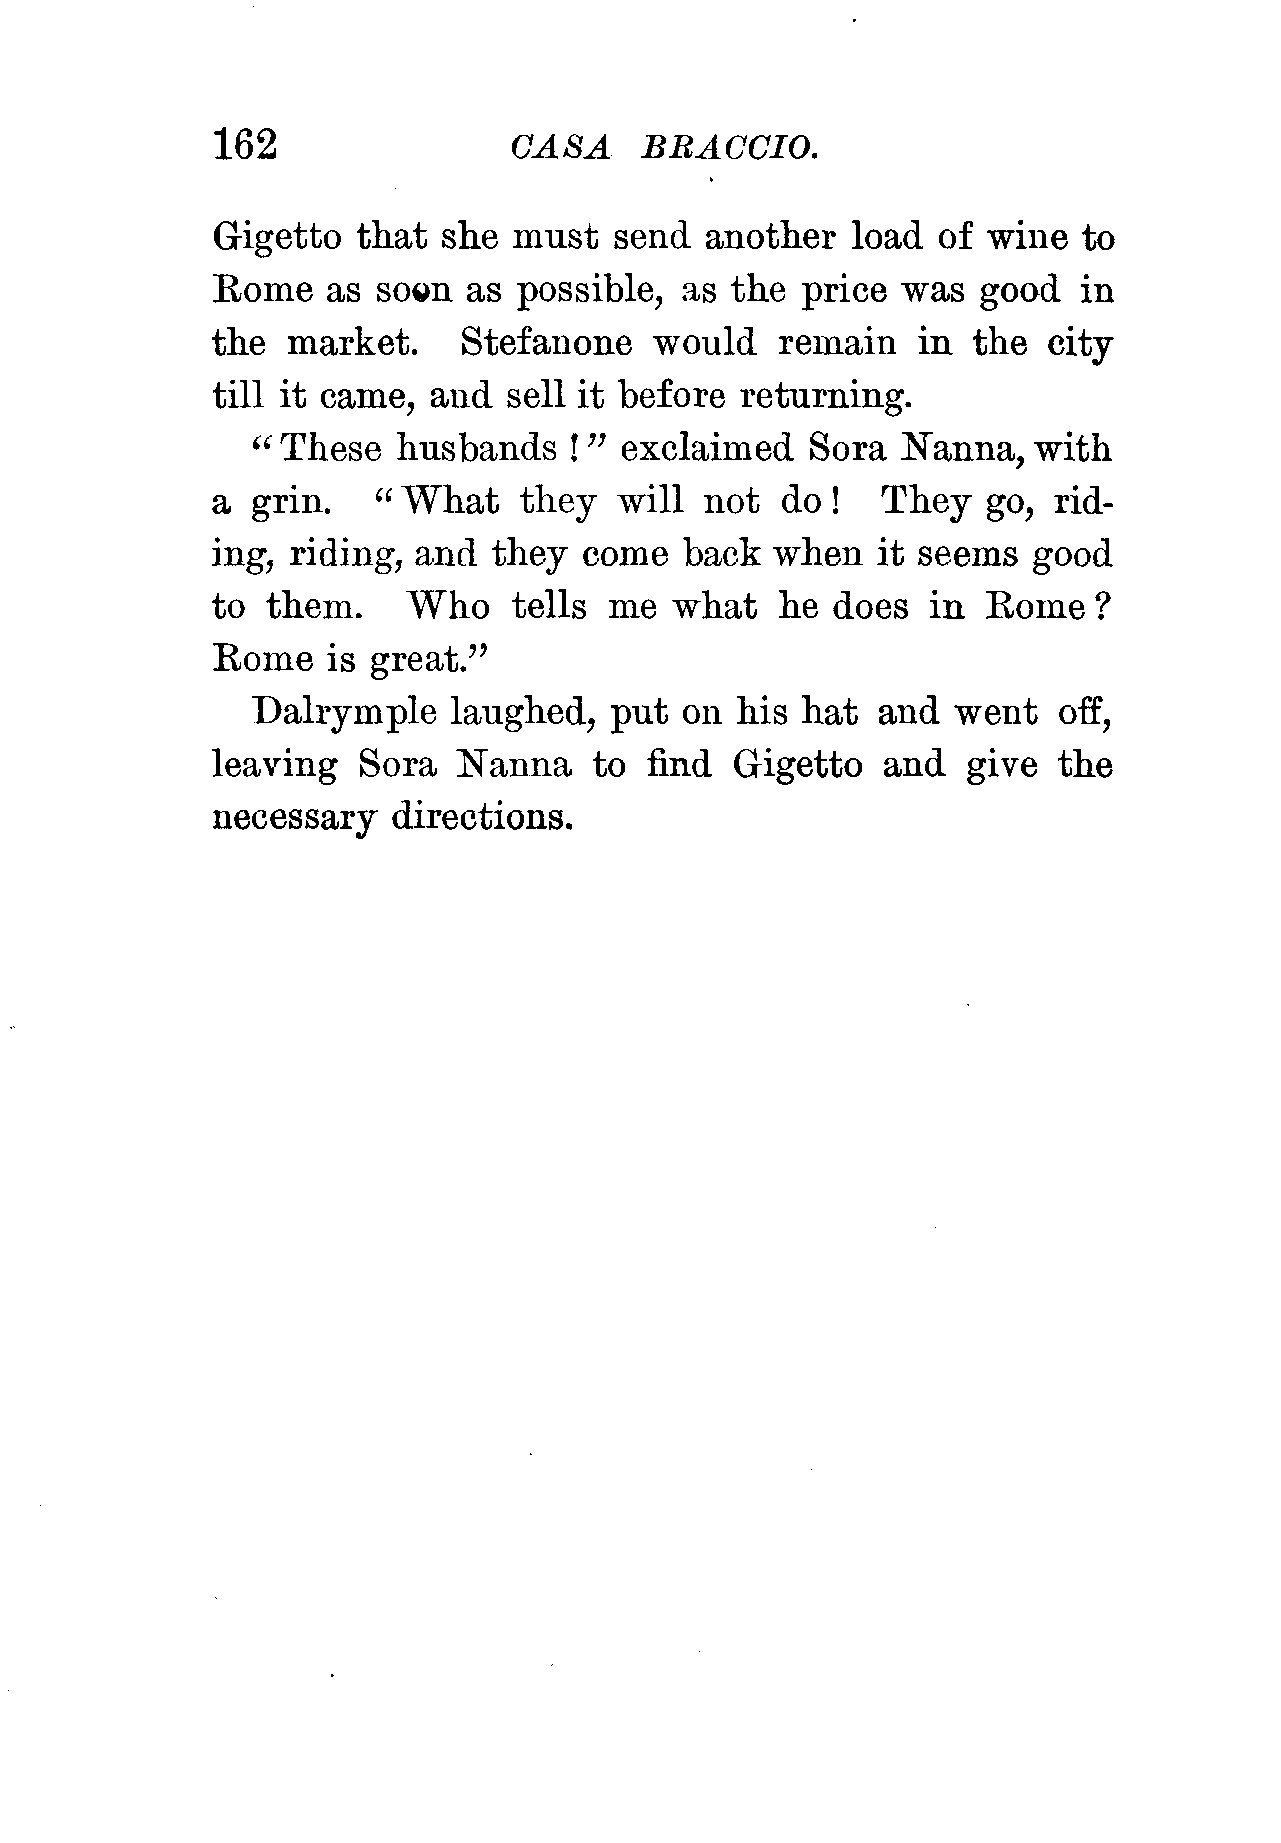 162 CASA BRACCIO.
Gigetto that she must send another load of wine to
Rome as soon as possible, as the price was good in
the market. Stefanone would remain in the city
till it came, and sell it before returning.
“These husbands!” exclaimed Sora Nanna, with
a grin. “What they will not do! They go, rid-
ing, riding, and they come back when it seems good
to them. Who tells me what he does in Rome?
Rome is great.”
Dalrymple laughed, put on his hat and went off,
leaving Sora Nanna to find Gigetto and give the
necessary directions.